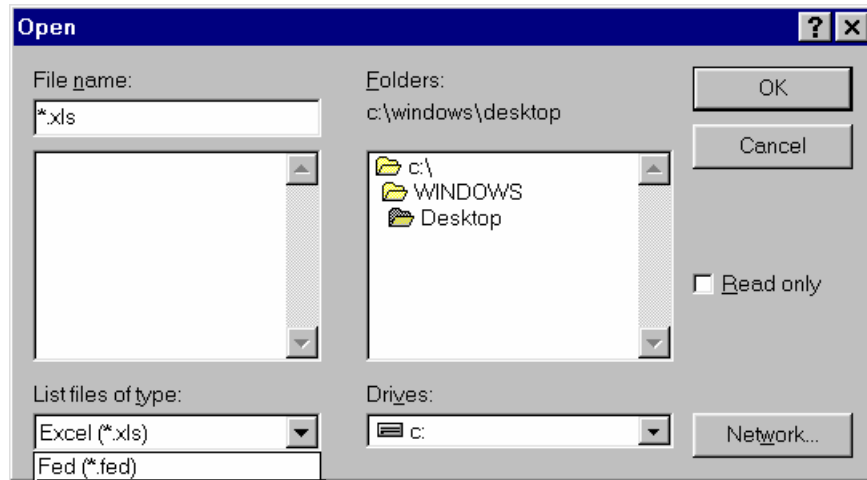 Open
File name:
*.xls
Folders:
c:\windows\desktop
c:\
WINDOWS
Desktop
OK
Cancel
Read only
List files of type:
Excel (*.xls)
Fed (*.fed)
Drives:
c:
Network...